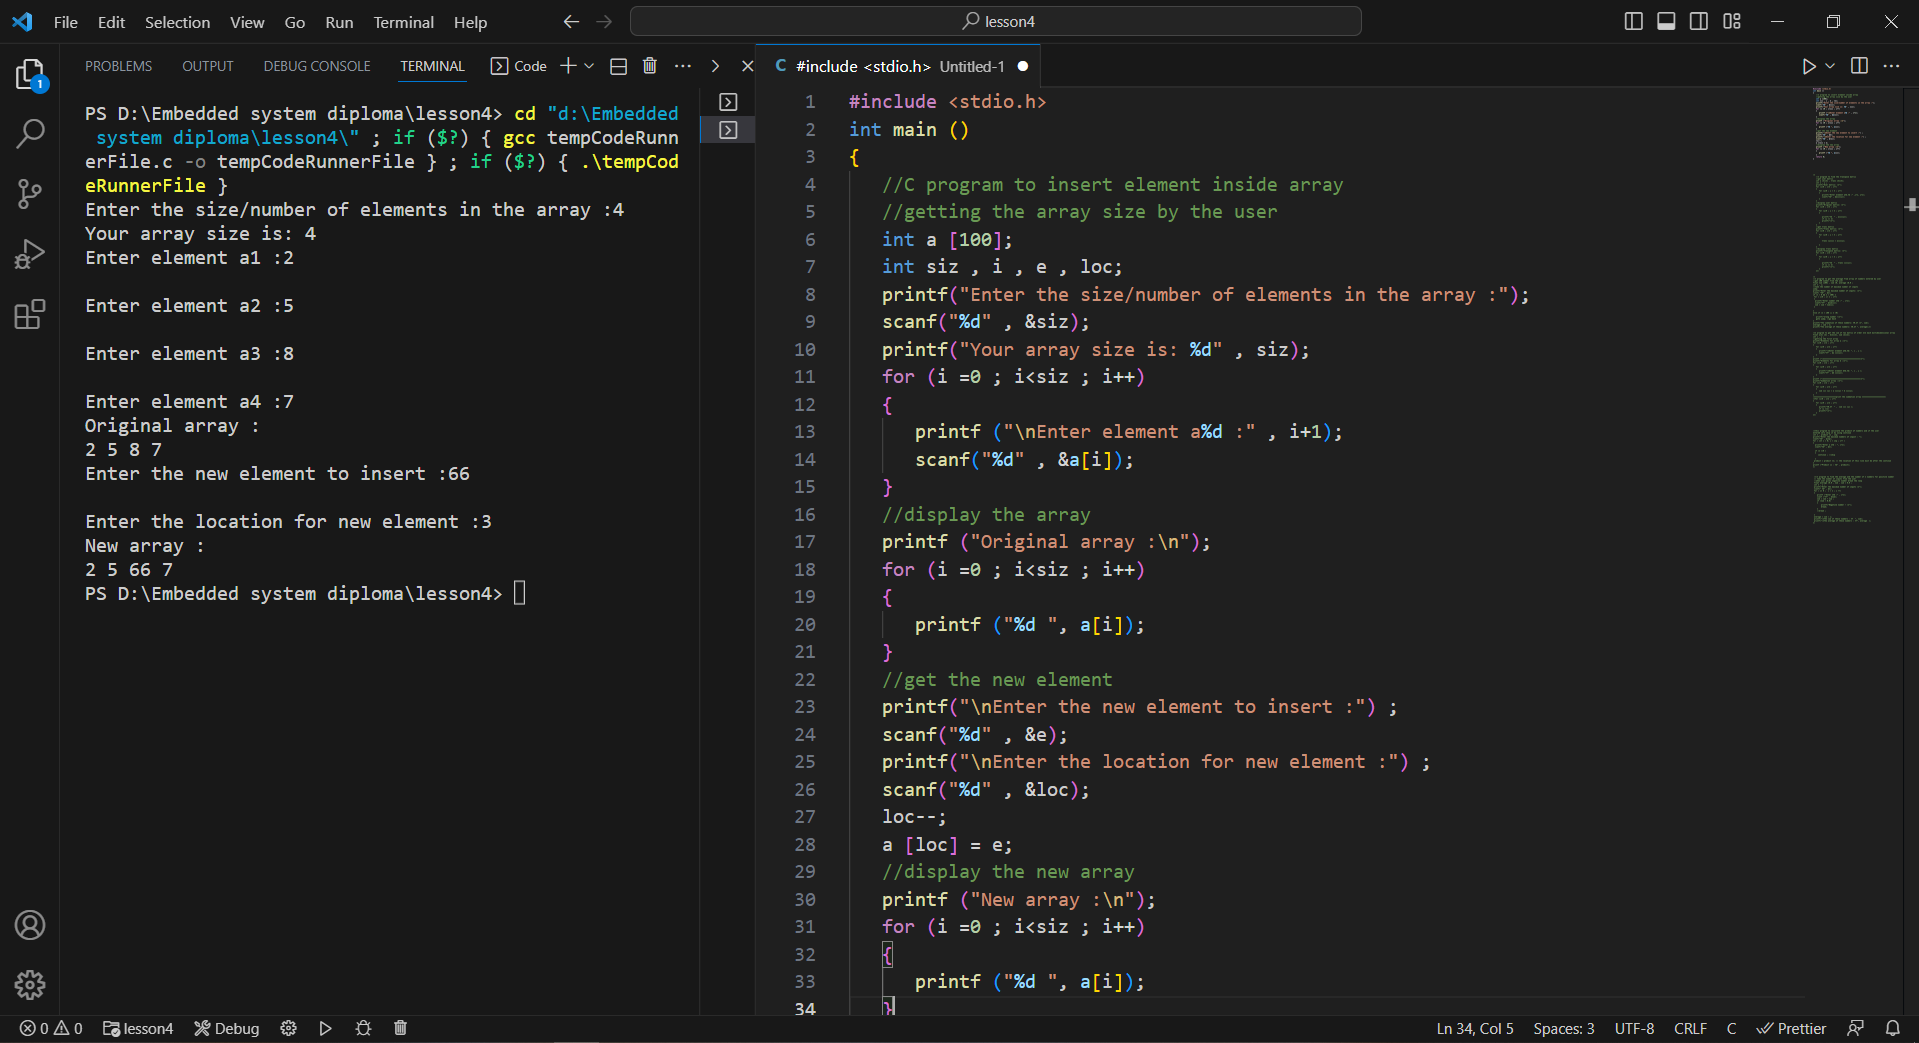 File Edit Selection View Go Run Terminal Help
lesson4
PROBLEMS OUTPUT DEBUG CONSOLE TERMINAL Code
PS D:\Embedded system diploma\lesson4> cd "d:\Embedded
system diploma\lesson4\" ; if ($?) { gcc tempCodeRunn
erFile.c -o tempCodeRunnerFile } ; if ($?) { .\tempCod
eRunnerFile }
Enter the size/number of elements in the array :4
Your array size is: 4
Enter element a1 :2
Enter element a2 :5
Enter element a3 :8
Enter element a4 :7
Original array :
2 5 8 7
Enter the new element to insert :66
Enter the location for new element :3
New array :
2 5 66 7
PS D:\Embedded system diploma\lesson4>
C #include <stdio.h> Untitled-1
1 #include <stdio.h>
2 int main ()
3 {
4 //C program to insert element inside array
5 //getting the array size by the user
6 int a [100];
7 int siz , i , e , loc;
8 printf("Enter the size/number of elements in the array :");
9 scanf("%d" , &siz);
10 printf("Your array size is: %d" , siz);
11 for (i =0 ; i<siz ; i++)
12 {
13 printf ("\nEnter element a%d :" , i+1);
14 scanf("%d" , &a[i]);
15 }
16 //display the array
17 printf ("Original array :\n");
18 for (i =0 ; i<siz ; i++)
19 {
20 printf ("%d ", a[i]);
21 }
22 //get the new element
23 printf("\nEnter the new element to insert :") ;
24 scanf("%d" , &e);
25 printf("\nEnter the location for new element :") ;
26 scanf("%d" , &loc);
27 loc--;
28 a [loc] = e;
29 //display the new array
30 printf ("New array :\n");
31 for (i =0 ; i<siz ; i++)
32 {
33 printf ("%d ", a[i]);
34 }
1
0 0 lesson4 Debug
Ln 34, Col 5 Spaces: 3 UTF-8 CRLF C Prettier